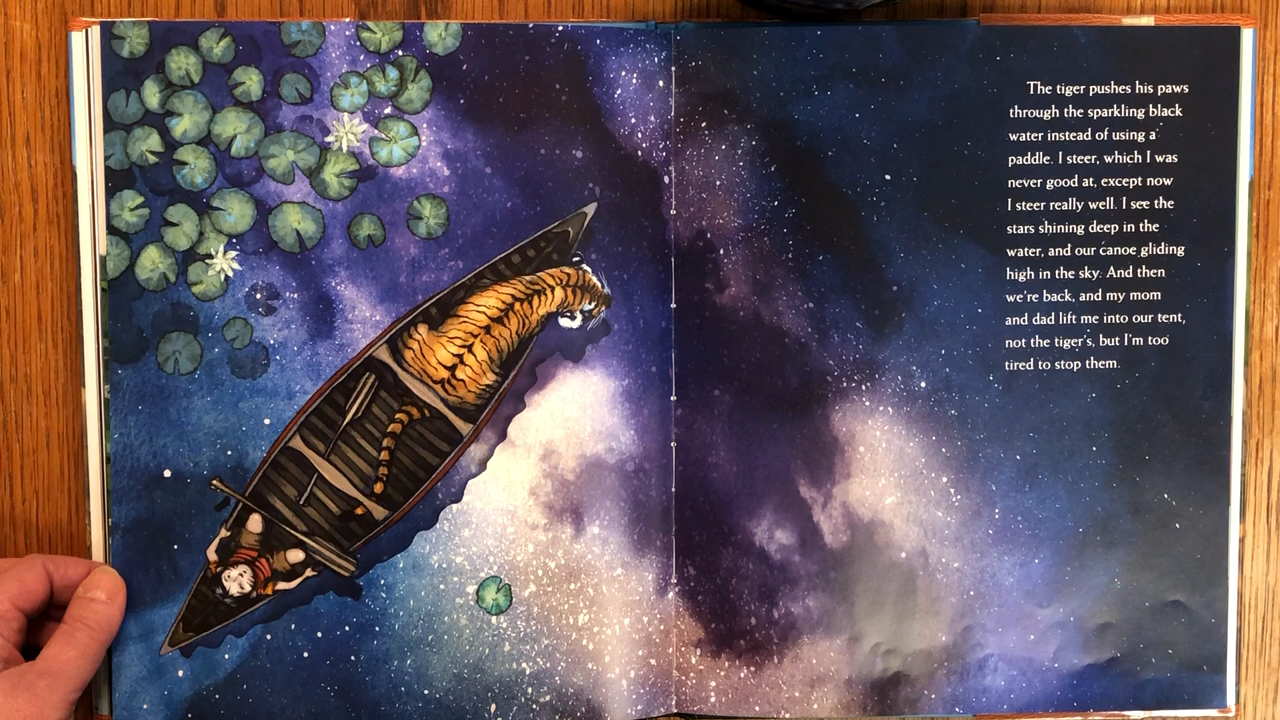 The tiger pushes his paws
through the sparkling black
water instead of using a
paddle. I steer, which I was
never good at, except now
I steer really well. I see the
stars shining deep in the
water, and our canoe gliding
high in the sky. And then
we're back, and my mom
and dad lift me into our tent,
not the tiger's, but I'm too
tired to stop them.